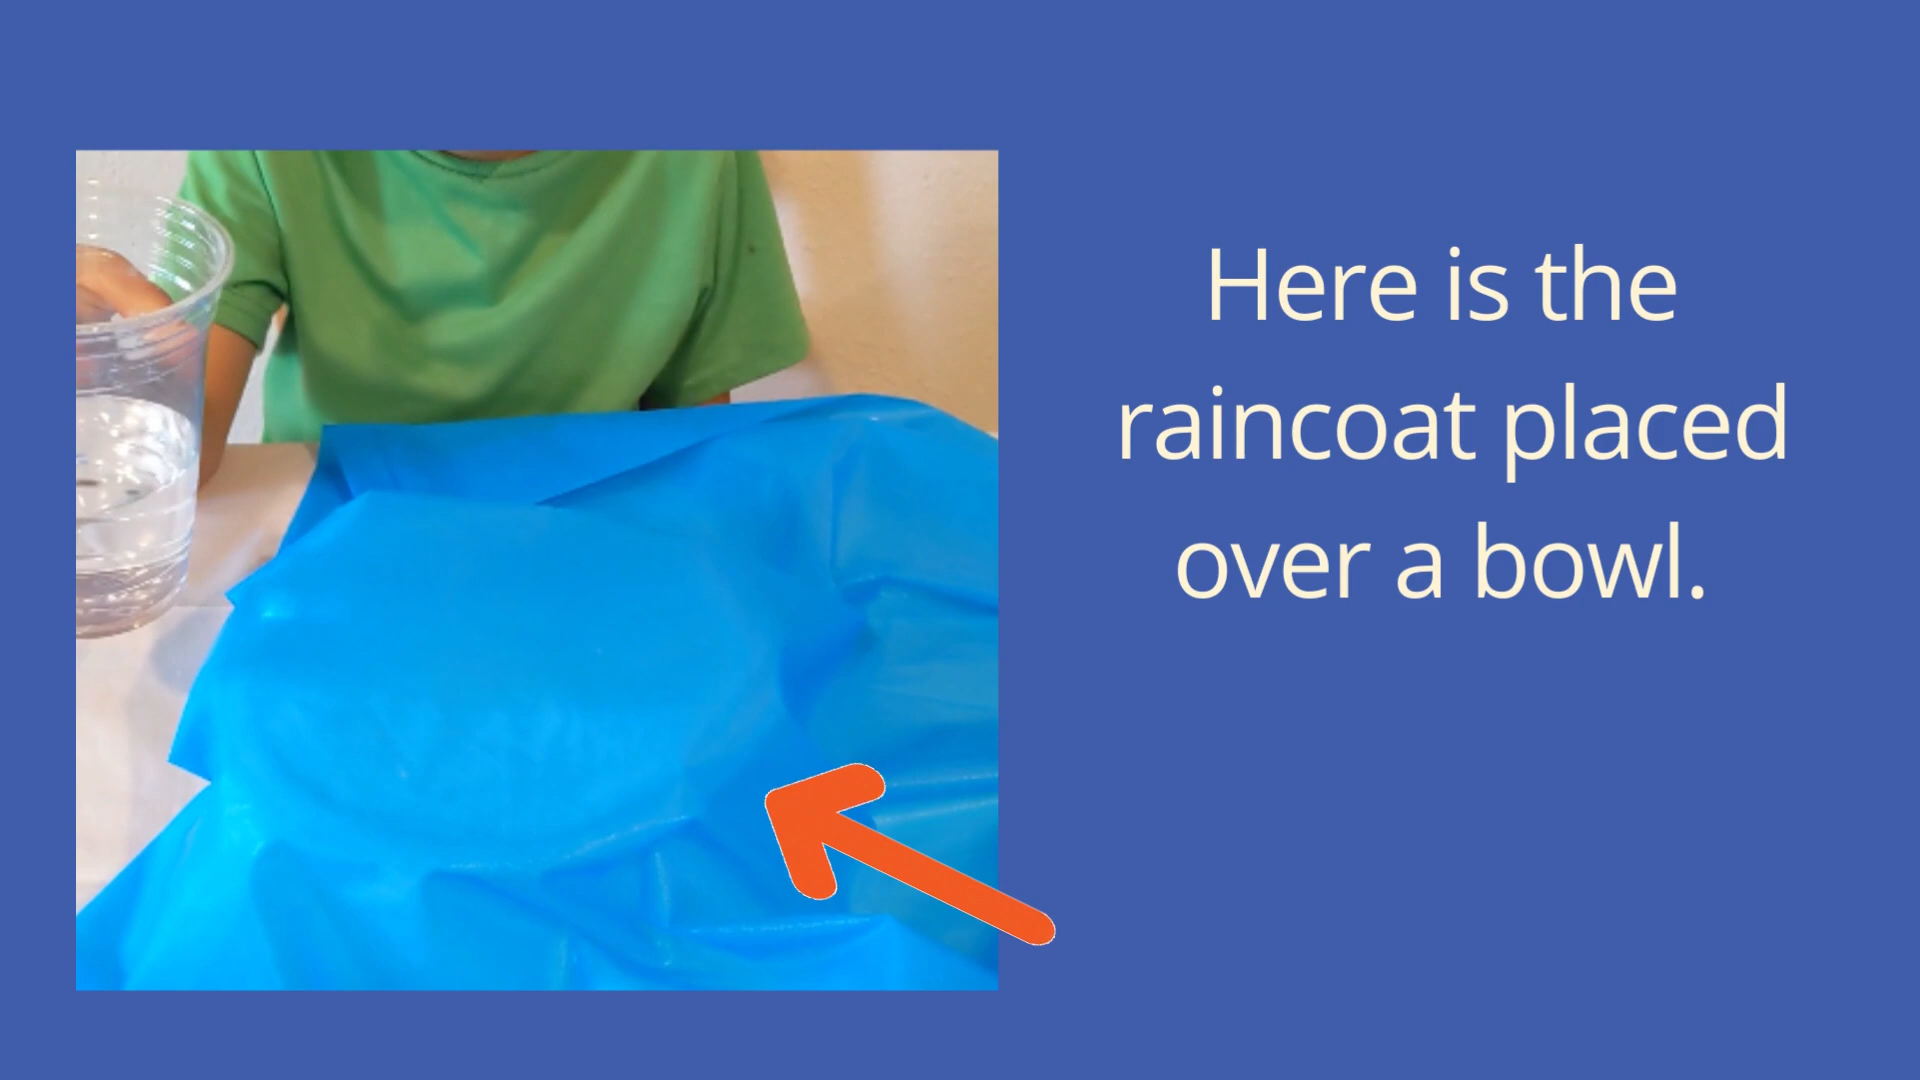 Here is the
raincoat placed
over a bowl.